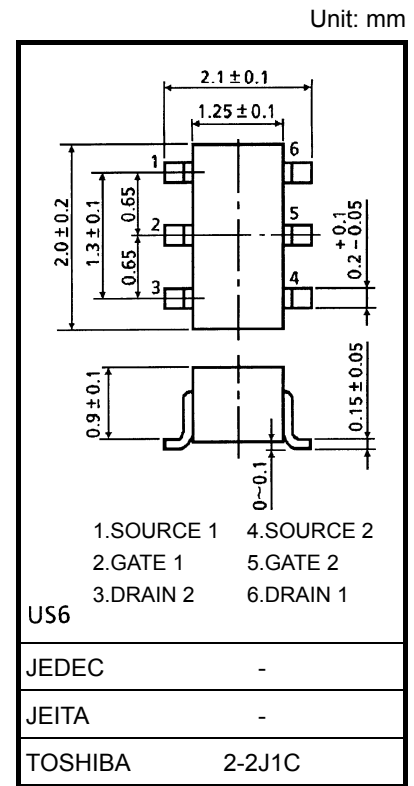 Unit: mm
2.1±0.1
1.25±0.1
1
6
2
5
3
4
2.0±0.2
1.3±0.1
0.65
0.65
0.2 +0.1 -0.05
0.9±0.1
0.15±0.05
0~0.1
1.SOURCE 1 4.SOURCE 2
2.GATE 1 5.GATE 2
3.DRAIN 2 6.DRAIN 1
US6
JEDEC -
JEITA -
TOSHIBA 2-2J1C